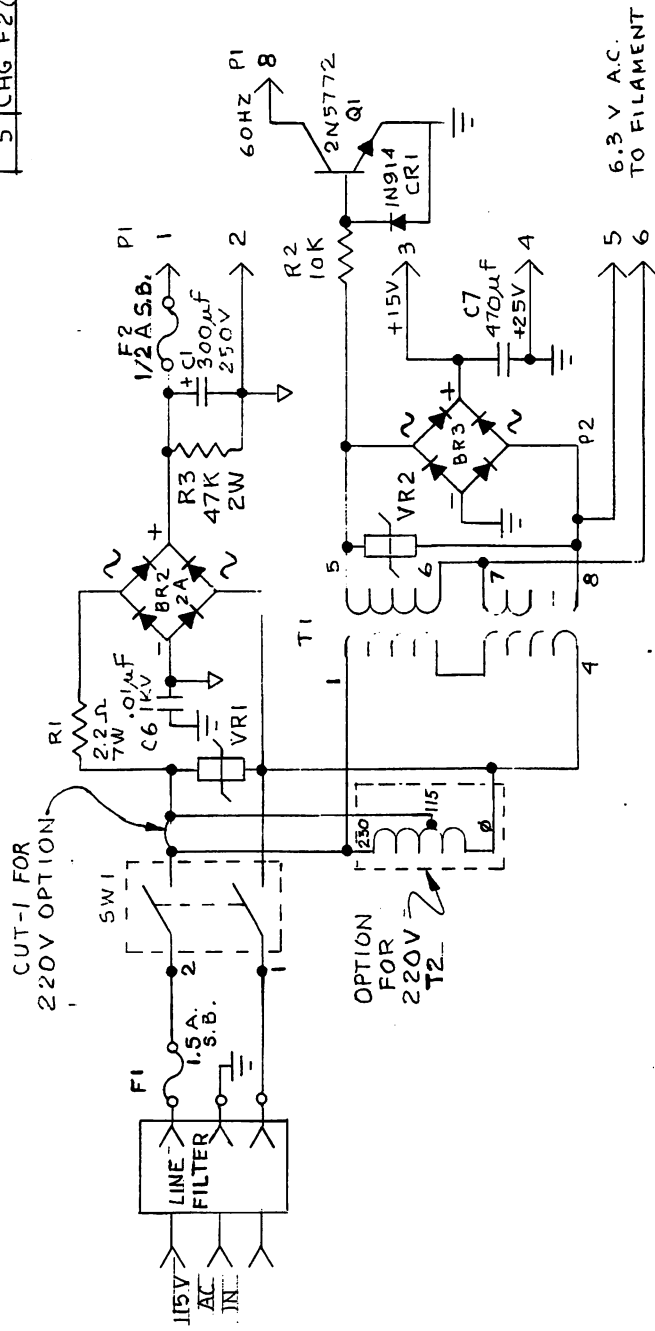 5 CHG F2(
CUT-1 FOR
220V OPTION
R1
2.2Ω
7W
.01µF
1KV
C6
VR1
BR2
2A
~
~
+
-
R3
47K
2W
F2
1/2 A S.B.
+ C1
300µF
250V
P1
1
2
60HZ
P1
8
2N5772
Q1
1N914
CR1
R2
10K
+15V
3
C7
470µF
+25V
4
5
6
6.3 V A.C.
TO FILAMENT
SW1
2
1
F1
1.5 A.
S.B.
LINE
FILTER
115V
AC
IN
OPTION
FOR
220V
T2
230
115
Ø
T1
1
4
5
6
7
8
VR2
BR3
~
~
+
-
P2